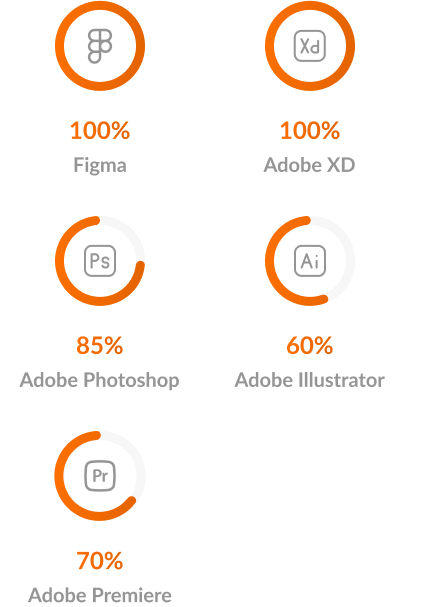 Xd
100%
100%
Figma
Adobe XD
Ps
Ai
85%
60%
Adobe Photoshop
Adobe Illustrator
Pr
70%
Adobe Premiere